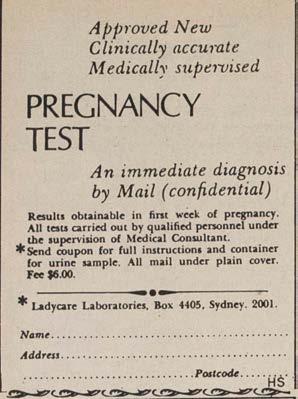 Approved New
Clinically accurate
Medically supervised
PREGNANCY
TEST
An immediate diagnosis
by Mail (confidential)
Results obtainable in first week of pregnancy.
All tests carried out by qualified personnel under
the supervision of Medical Consultant.
*Send coupon for full instructions and container
for urine sample. All mail under plain cover.
Fee $6.00.
* Ladycare Laboratories, Box 4405, Sydney. 2001.
Name........................................
Address.....................................
..............................Postcode..........
HS